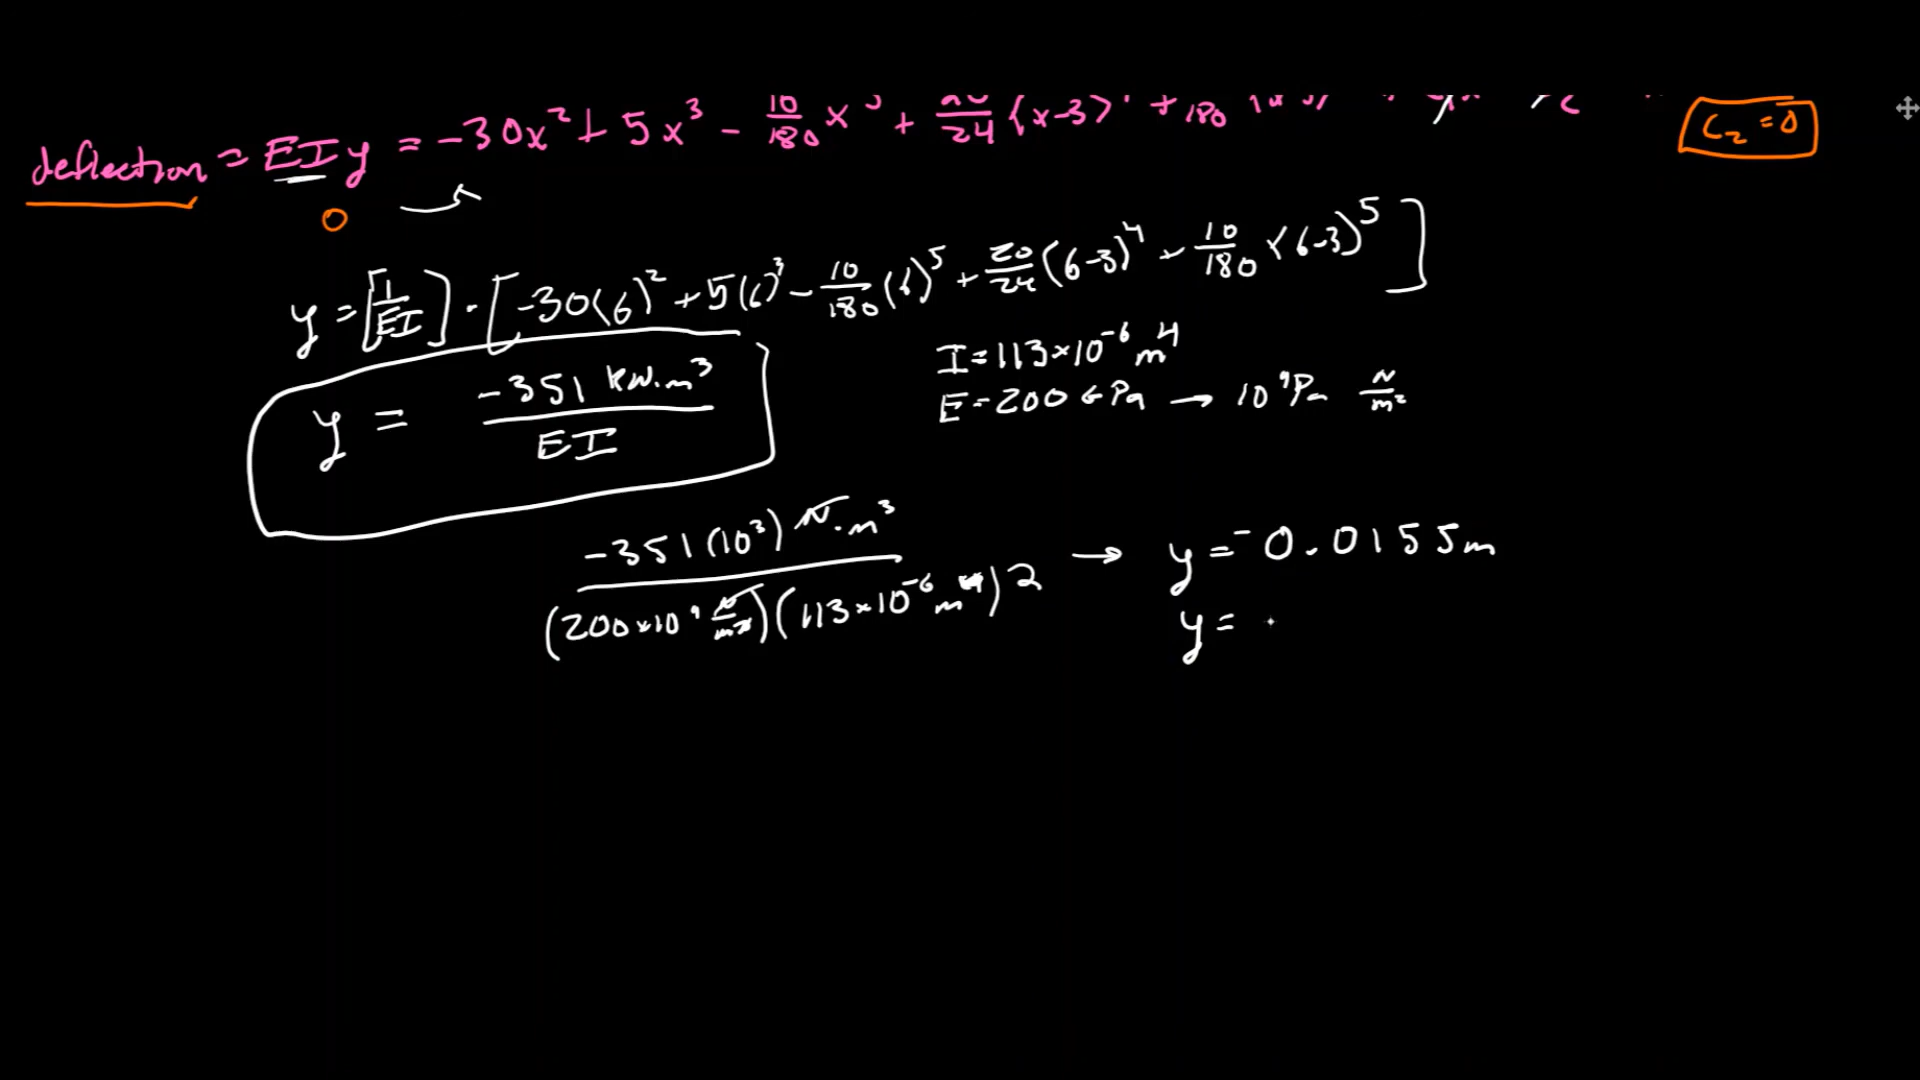 deflection = EIy = -30x² + 5x³ - 10/180 x⁵ + 20/24 ⟨x-3⟩⁴ + 180 C₂ = 0
0
y = [1/EI] · [-30(6)² + 5(6)³ - 10/180 (6)⁵ + 20/24 (6-3)⁴ + 10/180 (6-3)⁵]
I = 113×10⁻⁶ m⁴
y = -351 kN·m³ / EI
E = 200 GPa → 10⁹ Pa N/m²
-351(10³) N·m³ / (200×10⁹ N/m²)(113×10⁻⁶ m⁴) 2 → y = -0.0155m
y =